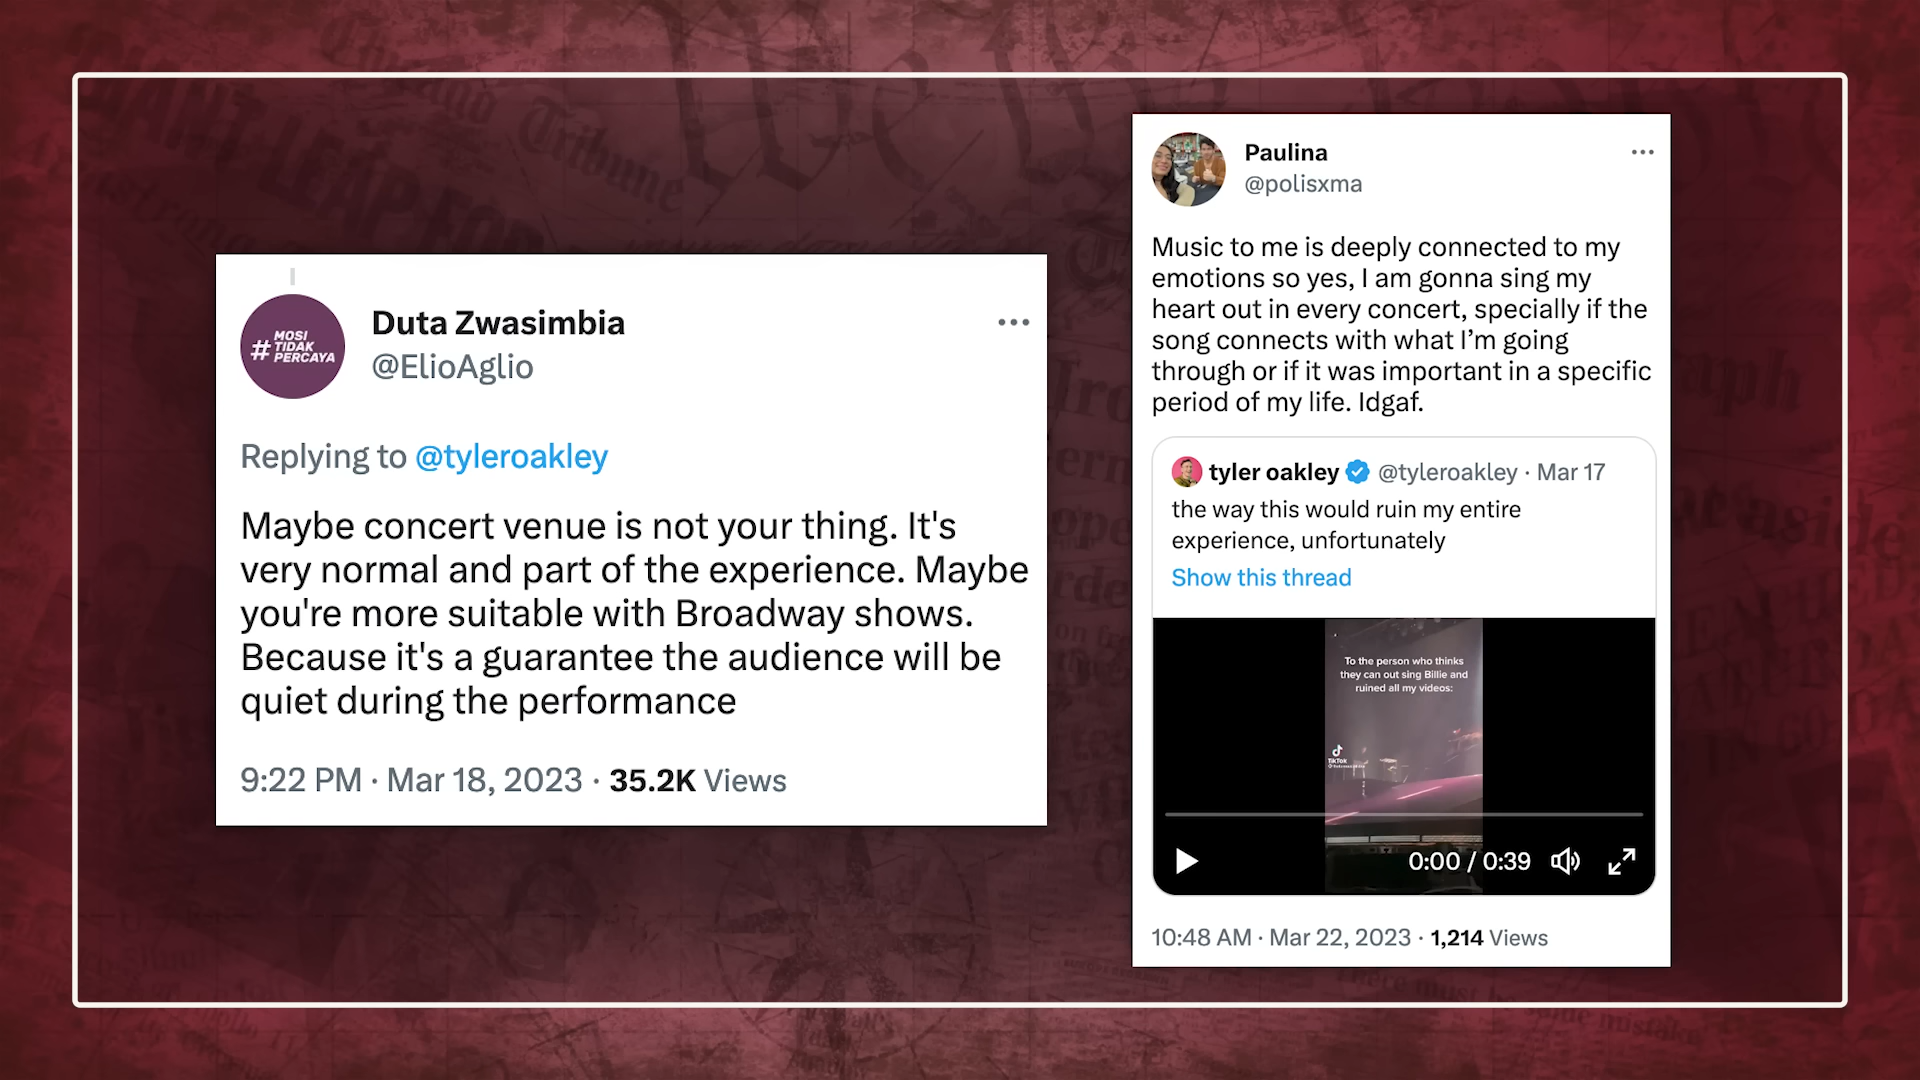 We the
Tribune
# MOSI
TIDAK
PERCAYA
Duta Zwasimbia
@ElioAglio
Replying to @tyleroakley
Maybe concert venue is not your thing. It's
very normal and part of the experience. Maybe
you're more suitable with Broadway shows.
Because it's a guarantee the audience will be
quiet during the performance
9:22 PM · Mar 18, 2023 · 35.2K Views
Paulina
@polisxma
Music to me is deeply connected to my
emotions so yes, I am gonna sing my
heart out in every concert, specially if the
song connects with what I’m going
through or if it was important in a specific
period of my life. Idgaf.
tyler oakley @tyleroakley · Mar 17
the way this would ruin my entire
experience, unfortunately
Show this thread
To the person who thinks
they can out sing Billie and
ruined all my videos:
TikTok
0:00 / 0:39
10:48 AM · Mar 22, 2023 · 1,214 Views